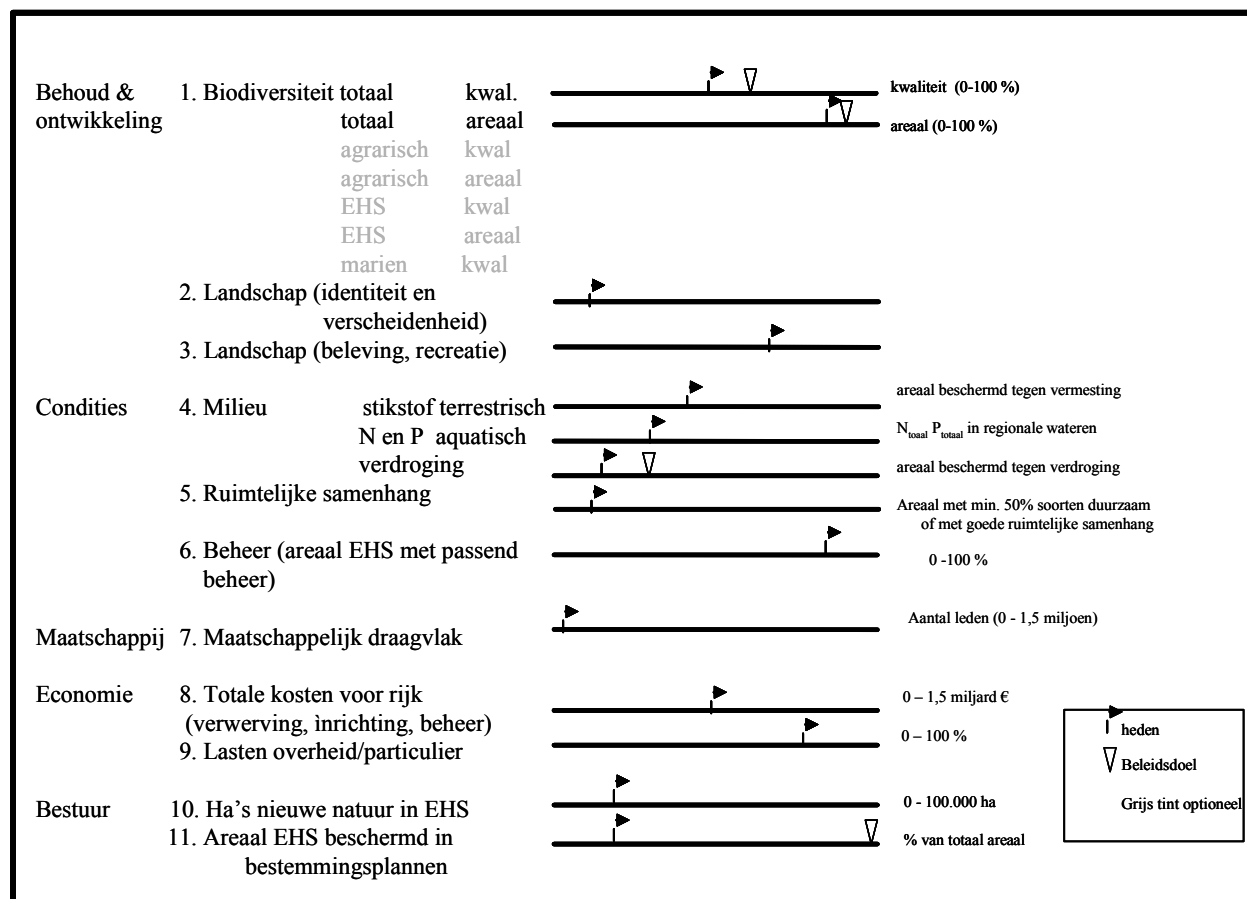 Behoud & 1. Biodiversiteit totaal kwal. kwaliteit (0-100 %)
ontwikkeling totaal areaal areaal (0-100 %)
agrarisch kwal
agrarisch areaal
EHS kwal
EHS areaal
marien kwal
2. Landschap (identiteit en
verscheidenheid)
3. Landschap (beleving, recreatie)
Condities 4. Milieu stikstof terrestrisch areaal beschermd tegen vermesting
N en P aquatisch Ntoaal Ptotaal in regionale wateren
verdroging areaal beschermd tegen verdroging
5. Ruimtelijke samenhang Areaal met min. 50% soorten duurzaam
of met goede ruimtelijke samenhang
6. Beheer (areaal EHS met passend 0 -100 %
beheer)
Maatschappij 7. Maatschappelijk draagvlak Aantal leden (0 - 1,5 miljoen)
Economie 8. Totale kosten voor rijk 0 – 1,5 miljard €
(verwerving, ìnrichting, beheer)
9. Lasten overheid/particulier 0 – 100 %
Bestuur 10. Ha's nieuwe natuur in EHS 0 - 100.000 ha
11. Areaal EHS beschermd in % van totaal areaal
bestemmingsplannen
heden
Beleidsdoel
Grijs tint optioneel